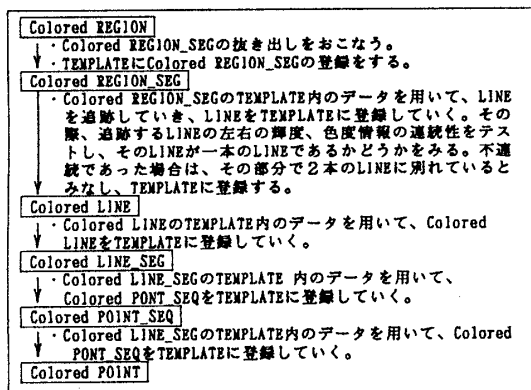 Colored REGION
・Colored REGION_SEGの抜き出しをおこなう。
・TEMPLATEにColored REGION_SEGの登録をする。
Colored REGION_SEG
・Colored REGION_SEGのTEMPLATE内のデータを用いて、LINE
を追跡していき、LINEをTEMPLATEに登録していく。その
際、追跡するLINEの左右の輝度、色度情報の連続性をテス
トし、そのLINEが一本のLINEであるかどうかをみる。不連
続であった場合は、その部分で2本のLINEに別れていると
みなし、TEMPLATEに登録する。
Colored LINE
・Colored LINEのTEMPLATE内のデータを用いて、Colored
LINEをTEMPLATEに登録していく。
Colored LINE_SEG
・Colored LINE_SEGのTEMPLATE 内のデータを用いて、
Colored PONT_SEQをTEMPLATEに登録していく。
Colored POINT_SEQ
・Colored LINE_SEGのTEMPLATE内のデータを用いて、Colored
PONT_SEQをTEMPLATEに登録していく。
Colored POINT